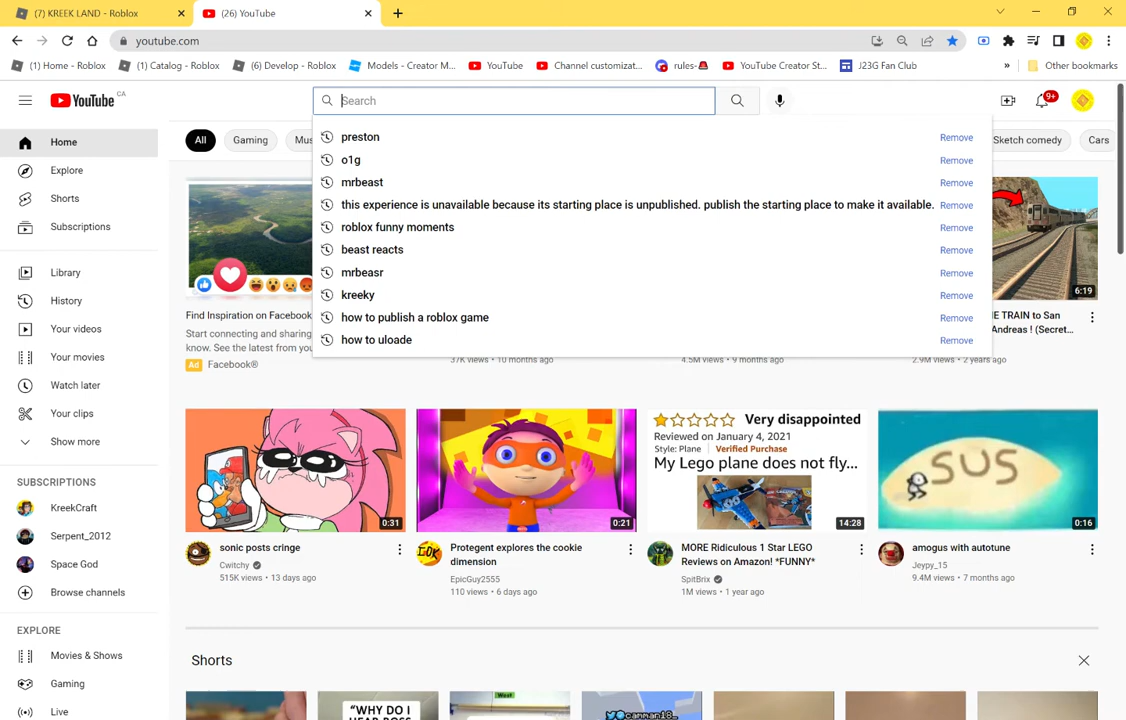 (7) KREEK LAND - Roblox
(26) YouTube
youtube.com
(1) Home - Roblox
(1) Catalog - Roblox
(6) Develop - Roblox
Models - Creator M...
YouTube
Channel customizat...
rules-🚨
YouTube Creator St...
J23G Fan Club
»
Other bookmarks
YouTube CA
Search
9+
All
Gaming
Mus
Sketch comedy
Cars
preston Remove
o1g Remove
mrbeast Remove
this experience is unavailable because its starting place is unpublished. publish the starting place to make it available. Remove
roblox funny moments Remove
beast reacts Remove
mrbeasr Remove
kreeky Remove
how to publish a roblox game Remove
how to uloade Remove
Home
Explore
Shorts
Subscriptions
Library
History
Your videos
Your movies
Watch later
Your clips
Show more
SUBSCRIPTIONS
KreekCraft
Serpent_2012
Space God
Browse channels
EXPLORE
Movies & Shows
Gaming
Live
Find Inspiration on Facebook
Start connecting and sharing
know. See the latest from you
Ad Facebook®
37K views • 10 months ago
4.5M views • 9 months ago
6:19
E TRAIN to San
Andreas ! (Secret...
2.9M views • 2 years ago
0:31
sonic posts cringe
Cwitchy
515K views • 13 days ago
0:21
Protegent explores the cookie
dimension
EpicGuy2555
110 views • 6 days ago
Very disappointed
Reviewed on January 4, 2021
Style: Plane | Verified Purchase
My Lego plane does not fly...
14:28
MORE Ridiculous 1 Star LEGO
Reviews on Amazon! *FUNNY*
SpitBrix
1M views • 1 year ago
SUS
0:16
amogus with autotune
Jeypy_15
9.4M views • 7 months ago
Shorts
"WHY DO I
HEAR BOSS
West
@camman18_